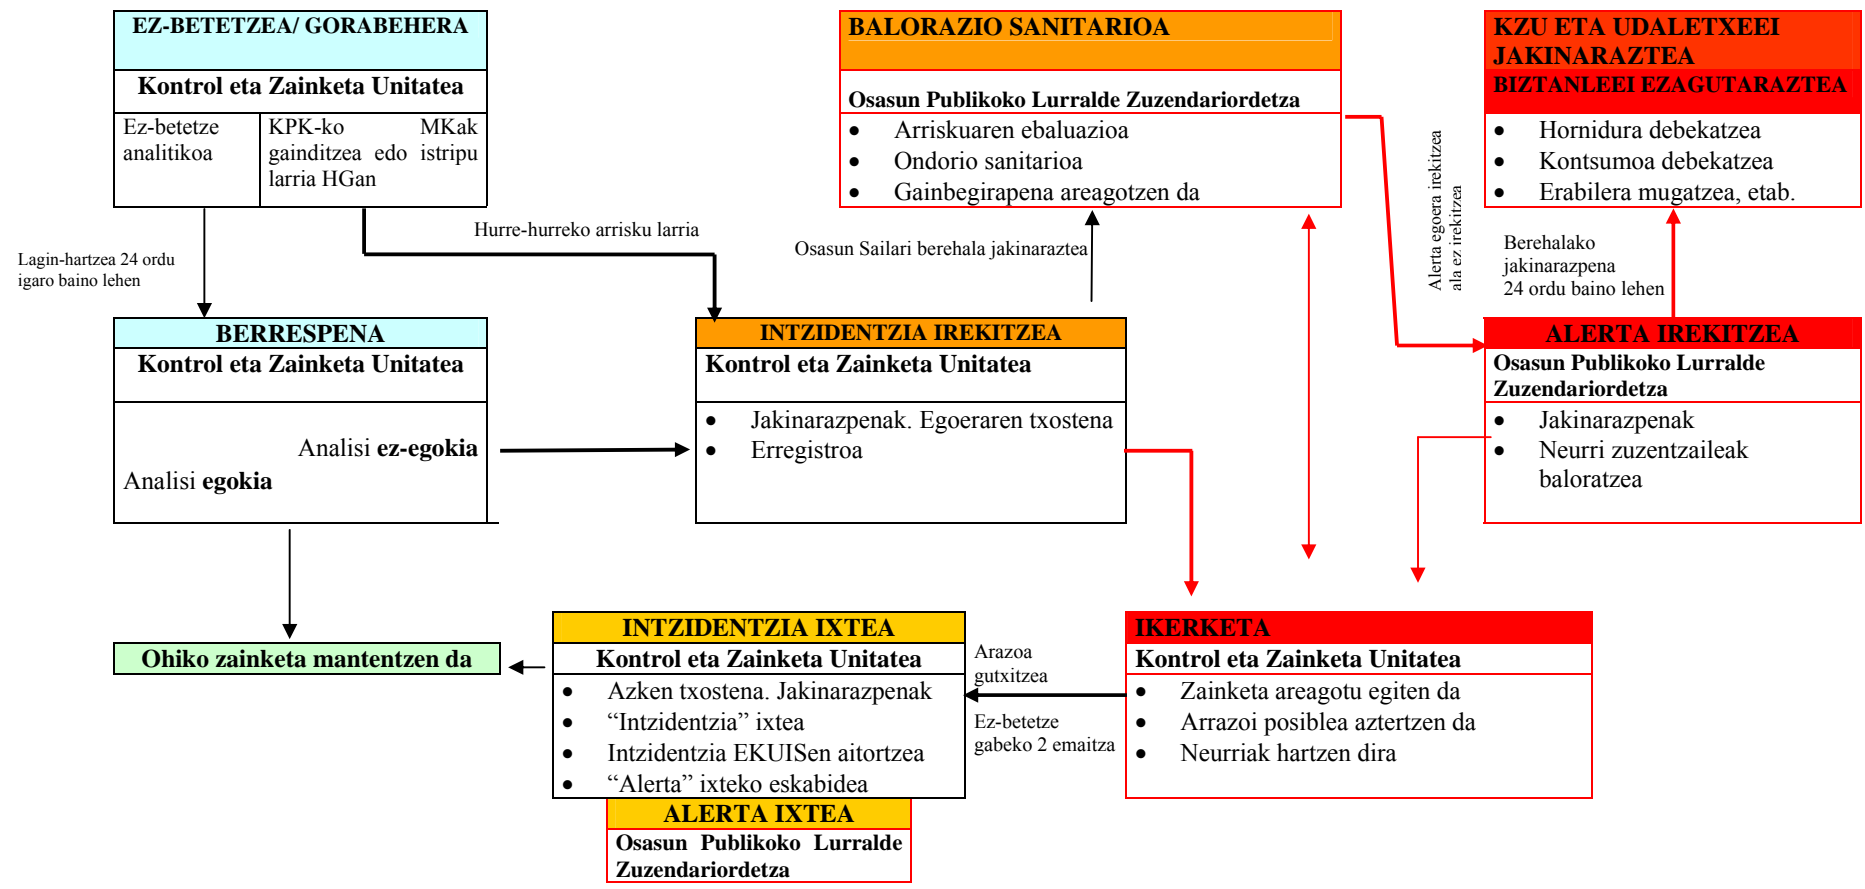 EZ-BETETZEA/ GORABEHERA
Kontrol eta Zainketa Unitatea
Ez-betetze
analitikoa
KPK-ko MKak
gainditzea edo istripu
larria HGan
BALORAZIO SANITARIOA
Osasun Publikoko Lurralde Zuzendariordetza
• Arriskuaren ebaluazioa
• Ondorio sanitarioa
• Gainbegirapena areagotzen da
KZU ETA UDALETXEEI
JAKINARAZTEA
BIZTANLEEI EZAGUTARAZTEA
• Hornidura debekatzea
• Kontsumoa debekatzea
• Erabilera mugatzea, etab.
Alerta egoera irekitzea
ala ez irekitzea
Lagin-hartzea 24 ordu
igaro baino lehen
Hurre-hurreko arrisku larria
Osasun Sailari berehala jakinaraztea
Berehalako
jakinarazpena
24 ordu baino lehen
BERRESPENA
Kontrol eta Zainketa Unitatea
Analisi ez-egokia
Analisi egokia
INTZIDENTZIA IREKITZEA
Kontrol eta Zainketa Unitatea
• Jakinarazpenak. Egoeraren txostena
• Erregistroa
ALERTA IREKITZEA
Osasun Publikoko Lurralde
Zuzendariordetza
• Jakinarazpenak
• Neurri zuzentzaileak
baloratzea
Ohiko zainketa mantentzen da
INTZIDENTZIA IXTEA
Kontrol eta Zainketa Unitatea
• Azken txostena. Jakinarazpenak
• “Intzidentzia” ixtea
• Intzidentzia EKUISen aitortzea
• “Alerta” ixteko eskabidea
ALERTA IXTEA
Osasun Publikoko Lurralde
Zuzendariordetza
Arazoa
gutxitzea
Ez-betetze
gabeko 2 emaitza
IKERKETA
Kontrol eta Zainketa Unitatea
• Zainketa areagotu egiten da
• Arrazoi posiblea aztertzen da
• Neurriak hartzen dira